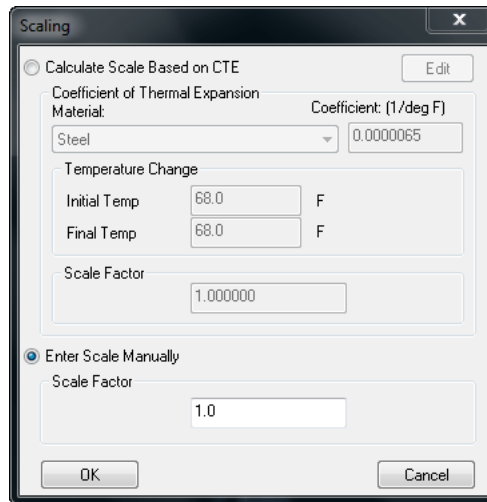 Scaling
x
Calculate Scale Based on CTE
Edit
Coefficient of Thermal Expansion
Material:
Coefficient: (1/deg F)
Steel
0.0000065
Temperature Change
Initial Temp 68.0 F
Final Temp 68.0 F
Scale Factor
1.000000
Enter Scale Manually
Scale Factor
1.0
OK
Cancel